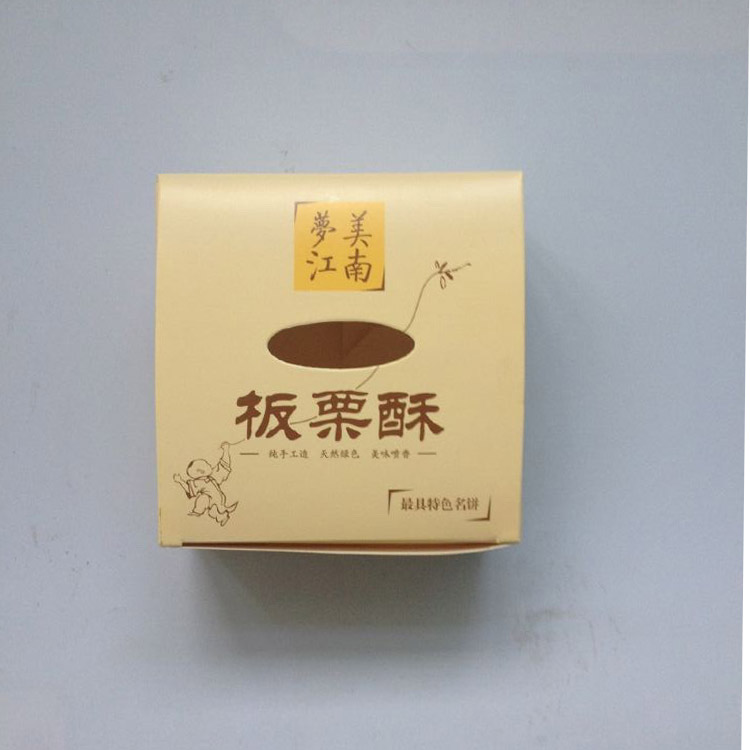 夢美
江南
板栗酥
纯手工造 天然绿色 美味喷香
最具特色名饼